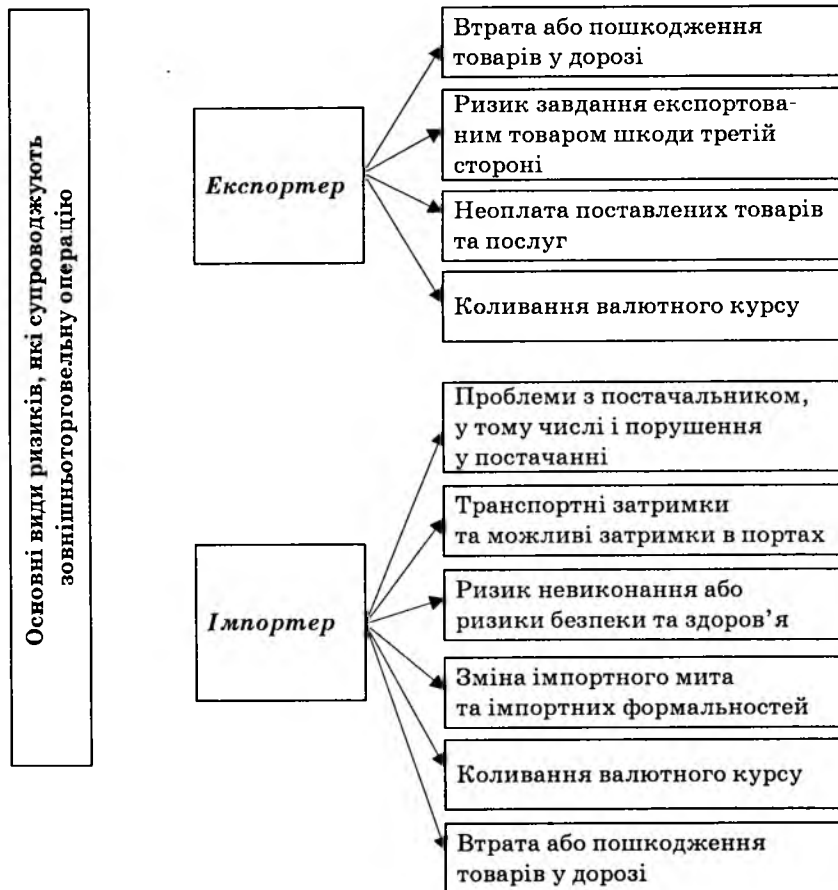 Основні види ризиків, нкі супроводжують
зовнішньоторговельну операцію
Експортер
Втрата або пошкодження
товарів у дорозі
Ризик завдання експортова-
ним товаром шкоди третій
стороні
Неоплата поставлених товарів
та послуг
Коливання валютного курсу
Імпортер
Проблеми з постачальником,
у тому числі і порушення
у постачанні
Транспортні затримки
та можливі затримки в портах
Ризик невиконання або
ризики безпеки та здоров’я
Зміна імпортного мита
та імпортних формальностей
Коливання валютного курсу
Втрата або пошкодження
товарів у дорозі